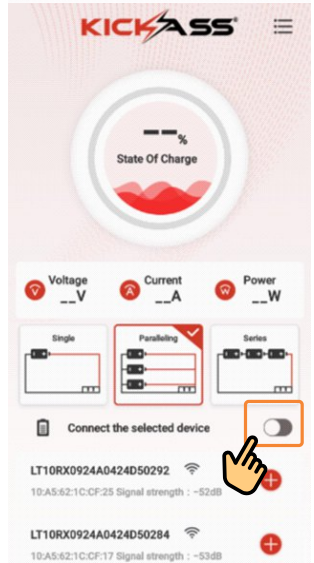 KICKASS
--%
State Of Charge
Voltage
__V
Current
__A
Power
__W
Single
Paralleling
Series
Connect the selected device
LT10RX0924A0424D50292
10:A5:62:1C:CF:25 Signal strength : -52dB
LT10RX0924A0424D50284
10:A5:62:1C:CF:17 Signal strength : -53dB